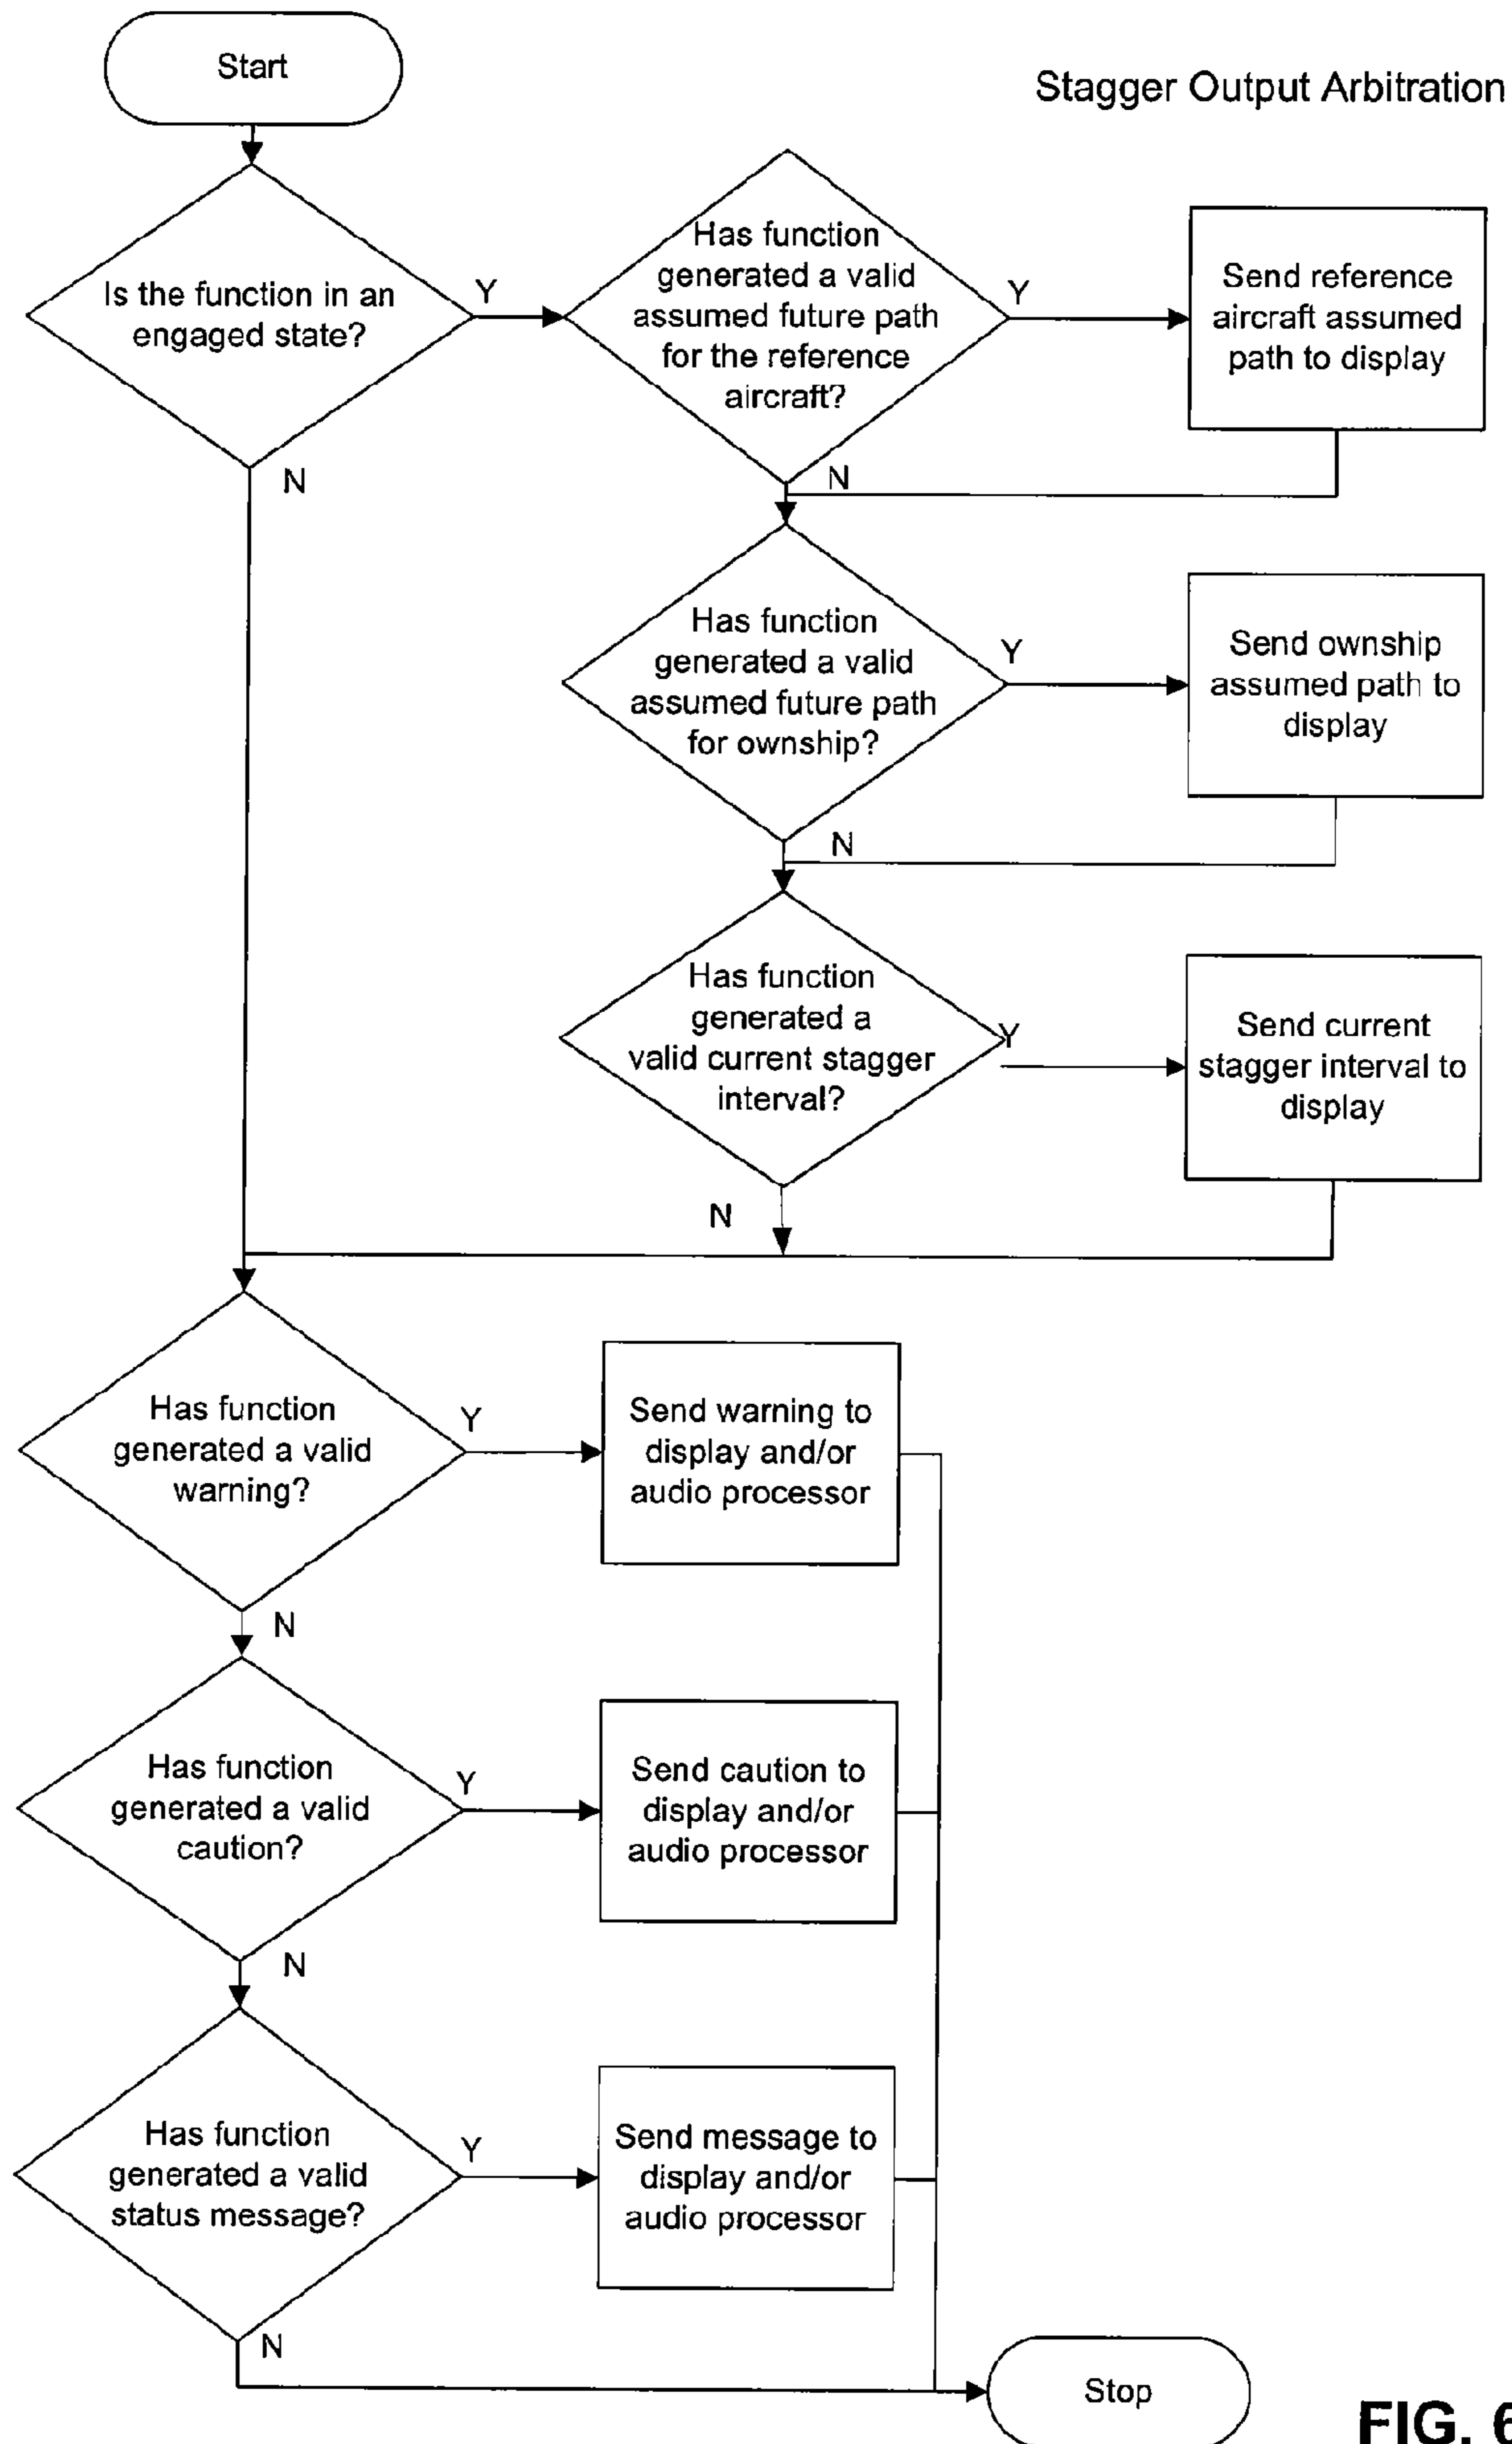 Start
Stagger Output Arbitration
Is the function in an
engaged state?
Y
N
Has function
generated a valid
assumed future path
for the reference
aircraft?
Y
N
Send reference
aircraft assumed
path to display
Has function
generated a valid
assumed future path
for ownship?
Y
N
Send ownship
assumed path to
display
Has function
generated a
valid current stagger
interval?
Y
N
Send current
stagger interval to
display
Has function
generated a valid
warning?
Y
N
Send warning to
display and/or
audio processor
Has function
generated a valid
caution?
Y
N
Send caution to
display and/or
audio processor
Has function
generated a valid
status message?
Y
N
Send message to
display and/or
audio processor
Stop
FIG. 6